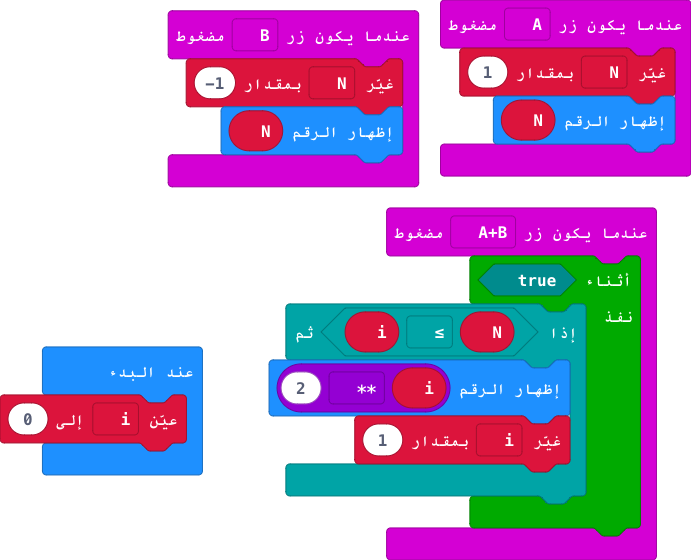 عندما يكون زر A مضغوط
غيّر N بمقدار 1
إظهار الرقم N
عندما يكون زر B مضغوط
غيّر N بمقدار −1
إظهار الرقم N
عندما يكون زر A+B مضغوط
أثناء true
نفذ
إذا N ≤ i ثم
إظهار الرقم i ** 2
غيّر i بمقدار 1
عند البدء
عيّن i إلى 0